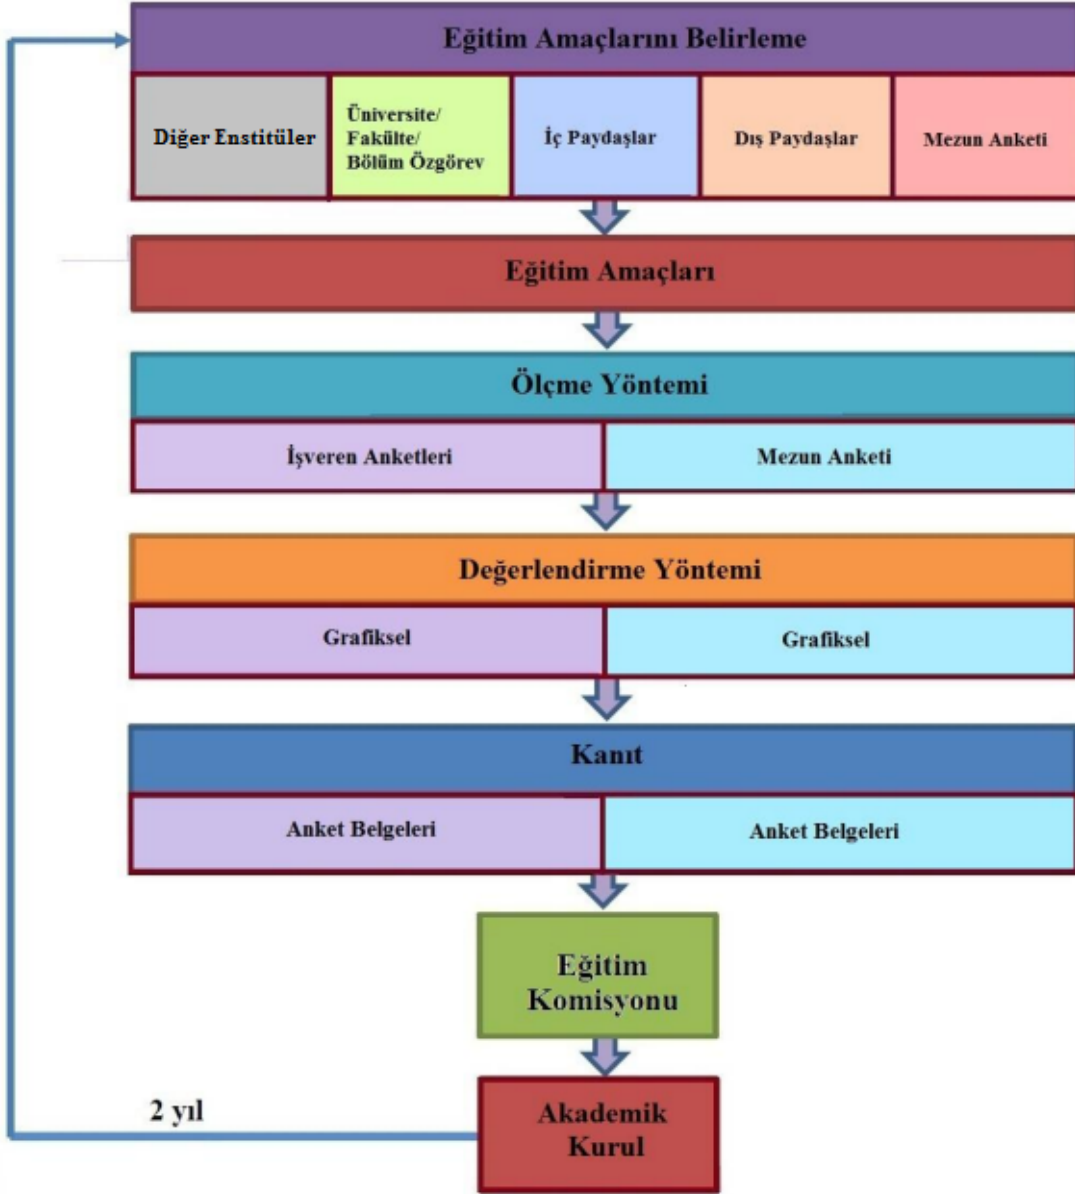 Eğitim Amaçlarını Belirleme
Diğer Enstitüler
Üniversite/
Fakülte/
Bölüm Özgörev
İç Paydaşlar
Dış Paydaşlar
Mezun Anketi
Eğitim Amaçları
Ölçme Yöntemi
İşveren Anketleri
Mezun Anketi
Değerlendirme Yöntemi
Grafiksel
Grafiksel
Kanıt
Anket Belgeleri
Anket Belgeleri
Eğitim
Komisyonu
2 yıl
Akademik
Kurul